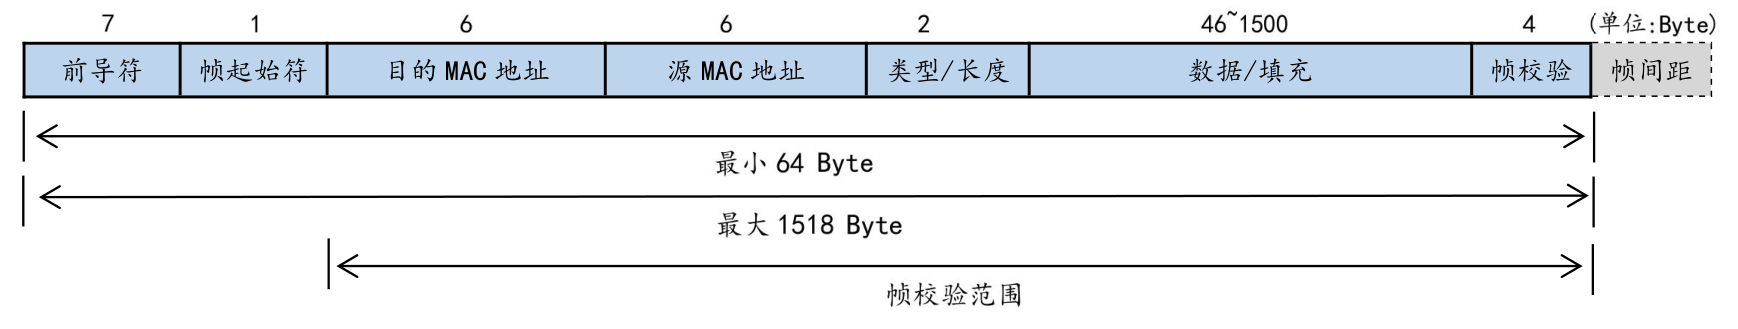 7 1 6 6 2 46~1500 4 (单位:Byte)
前导符 帧起始符 目的 MAC 地址 源 MAC 地址 类型/长度 数据/填充 帧校验 帧间距
最小 64 Byte
最大 1518 Byte
帧校验范围